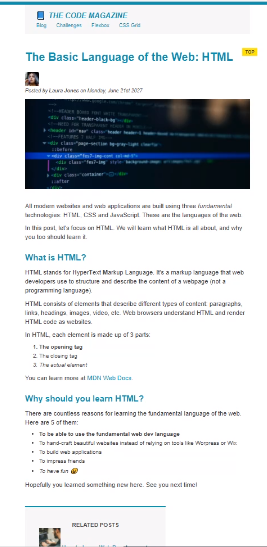 THE CODE MAGAZINE
Blog Challenges Flexbox CSS Grid
TOP
The Basic Language of the Web: HTML
Posted by Laura Jones on Monday, June 21st 2027
All modern websites and web applications are built using three fundamental
technologies: HTML, CSS and JavaScript. These are the languages of the web.
In this post, let's focus on HTML. We will learn what HTML is all about, and why
you too should learn it.
What is HTML?
HTML stands for HyperText Markup Language. It's a markup language that web
developers use to structure and describe the content of a webpage (not a
programming language).
HTML consists of elements that describe different types of content: paragraphs,
links, headings, images, video, etc. Web browsers understand HTML and render
HTML code as websites.
In HTML, each element is made up of 3 parts:
1. The opening tag
2. The closing tag
3. The actual element
You can learn more at MDN Web Docs.
Why should you learn HTML?
There are countless reasons for learning the fundamental language of the web.
Here are 5 of them:
• To be able to use the fundamental web dev language
• To hand-craft beautiful websites instead of relying on tools like Worpress or Wix
• To build web applications
• To impress friends
• To have fun 🎉
Hopefully you learned something new here. See you next time!
RELATED POSTS